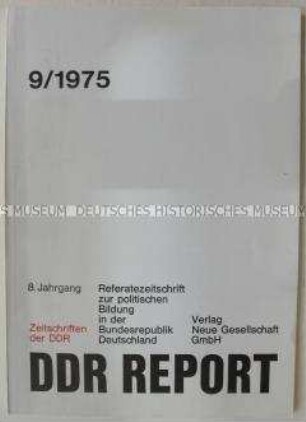 9/1975
S MUSEUM DEUTSCHES HISTORISCHES MUSEUM
8. Jahrgang
Zeitschriften
der DDR
Referatezeitschrift
zur politischen
Bildung
in der
Bundesrepublik
Deutschland
Verlag
Neue Gesellschaft
GmbH
DDR REPORT